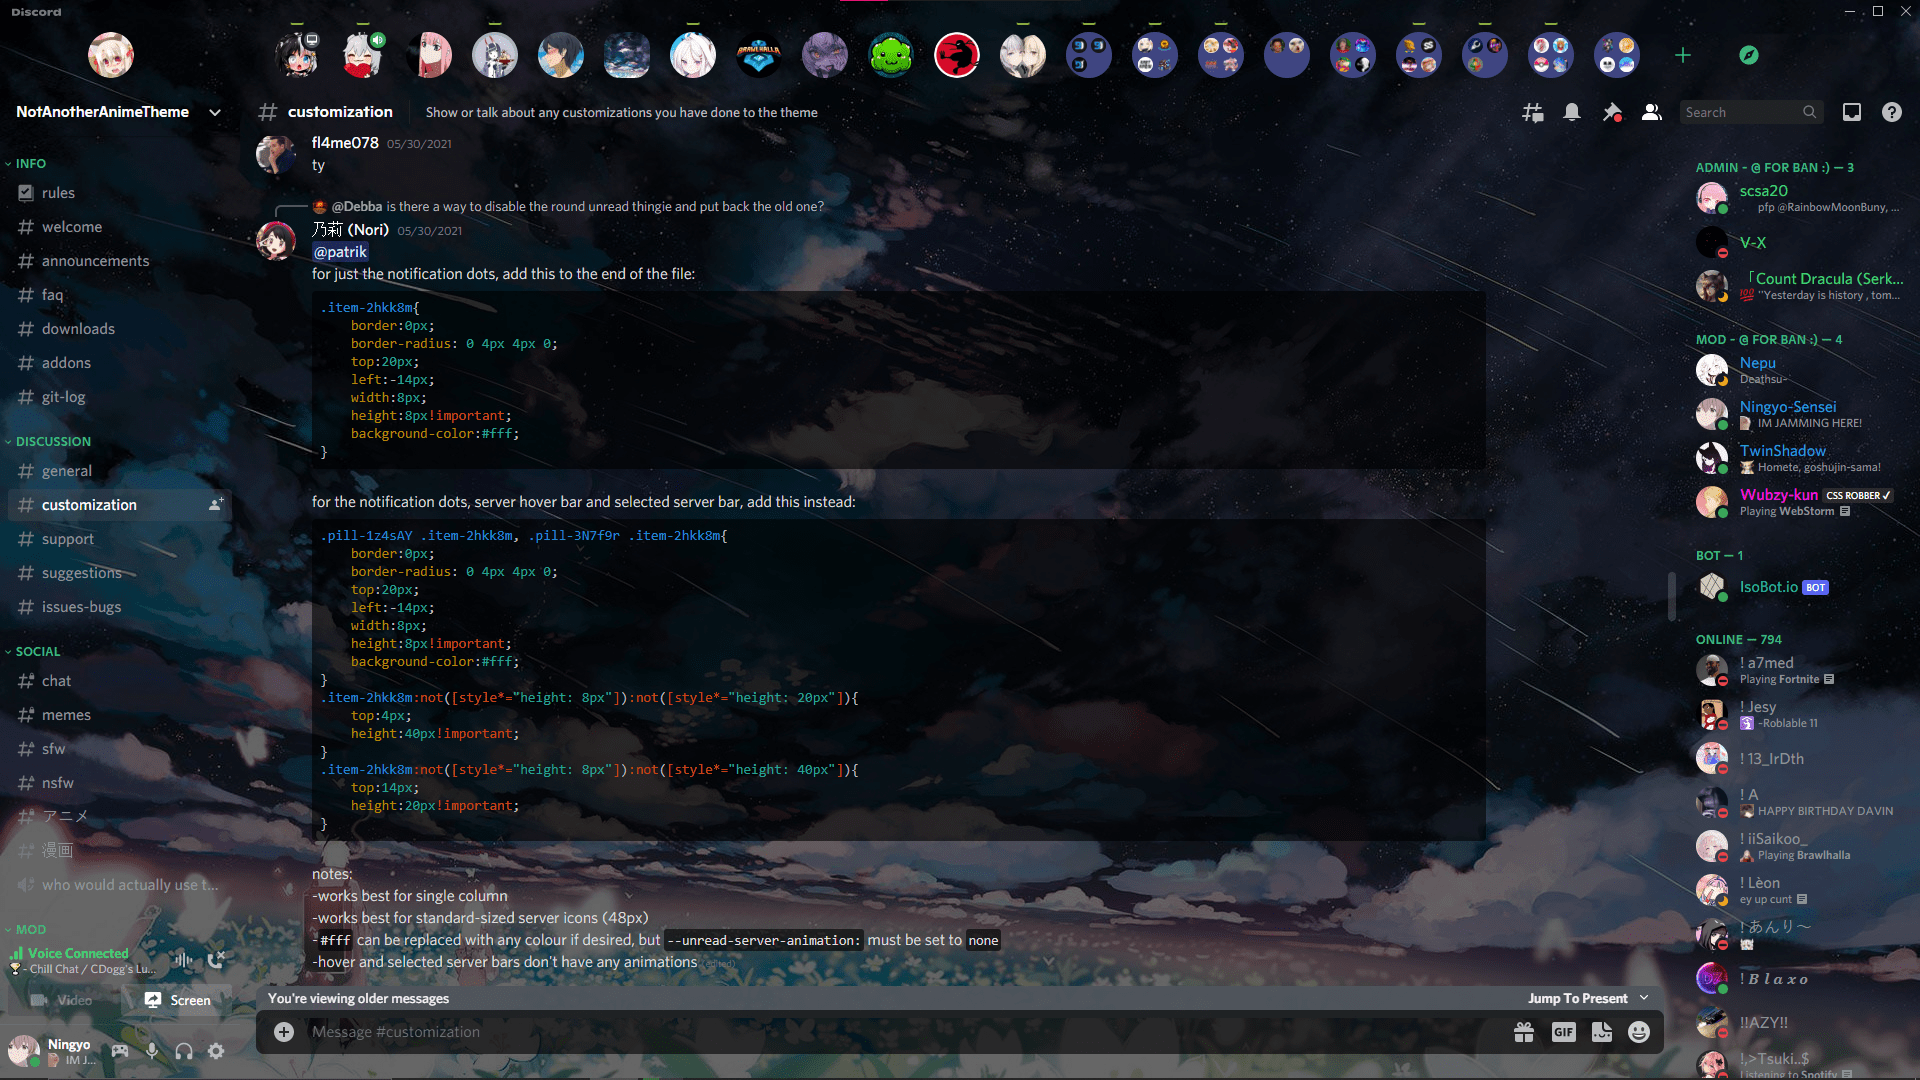 Discord
NotAnotherAnimeTheme
INFO
rules
welcome
announcements
faq
downloads
addons
git-log
DISCUSSION
general
customization
support
suggestions
issues-bugs
SOCIAL
chat
memes
sfw
nsfw
アニメ
漫画
who would actually use t...
MOD
Voice Connected
- Chill Chat / CDogg's Lu...
Video
Screen
Ningyo
IM J...
customization
Show or talk about any customizations you have done to the theme
Search
fl4me078 05/30/2021
ty
@Debba is there a way to disable the round unread thingie and put back the old one?
乃莉 (Nori) 05/30/2021
@patrik
for just the notification dots, add this to the end of the file:
.item-2hkk8m{
border:0px;
border-radius: 0 4px 4px 0;
top:20px;
left:-14px;
width:8px;
height:8px!important;
background-color:#fff;
}
for the notification dots, server hover bar and selected server bar, add this instead:
.pill-1z4sAY .item-2hkk8m, .pill-3N7f9r .item-2hkk8m{
border:0px;
border-radius: 0 4px 4px 0;
top:20px;
left:-14px;
width:8px;
height:8px!important;
background-color:#fff;
}
.item-2hkk8m:not([style*="height: 8px"]):not([style*="height: 20px"]){
top:4px;
height:40px!important;
}
.item-2hkk8m:not([style*="height: 8px"]):not([style*="height: 40px"]){
top:14px;
height:20px!important;
}
notes:
-works best for single column
-works best for standard-sized server icons (48px)
-#fff can be replaced with any colour if desired, but --unread-server-animation: must be set to none
-hover and selected server bars don't have any animations (edited)
You're viewing older messages
Jump To Present
Message #customization
GIF
ADMIN - @ FOR BAN :) — 3
scsa20
pfp @RainbowMoonBuny, ...
V-X
「Count Dracula (Serk...
100 "Yesterday is history , tom...
MOD - @ FOR BAN :) — 4
Nepu
Deathsu~
Ningyo-Sensei
IM JAMMING HERE!
TwinShadow
Homete, goshujin-sama!
Wubzy-kun CSS ROBBER ✓
Playing WebStorm
BOT — 1
IsoBot.io BOT
ONLINE — 794
! a7med
Playing Fortnite
! Jesy
-Roblable 11
! 13_IrDth
! A
HAPPY BIRTHDAY DAVIN
! iiSaikoo_
Playing Brawlhalla
! Lèon
ey up cunt
! あんり〜
! B l a x o
!!AZY!!
!,>Tsuki..$
Listening to Spotify